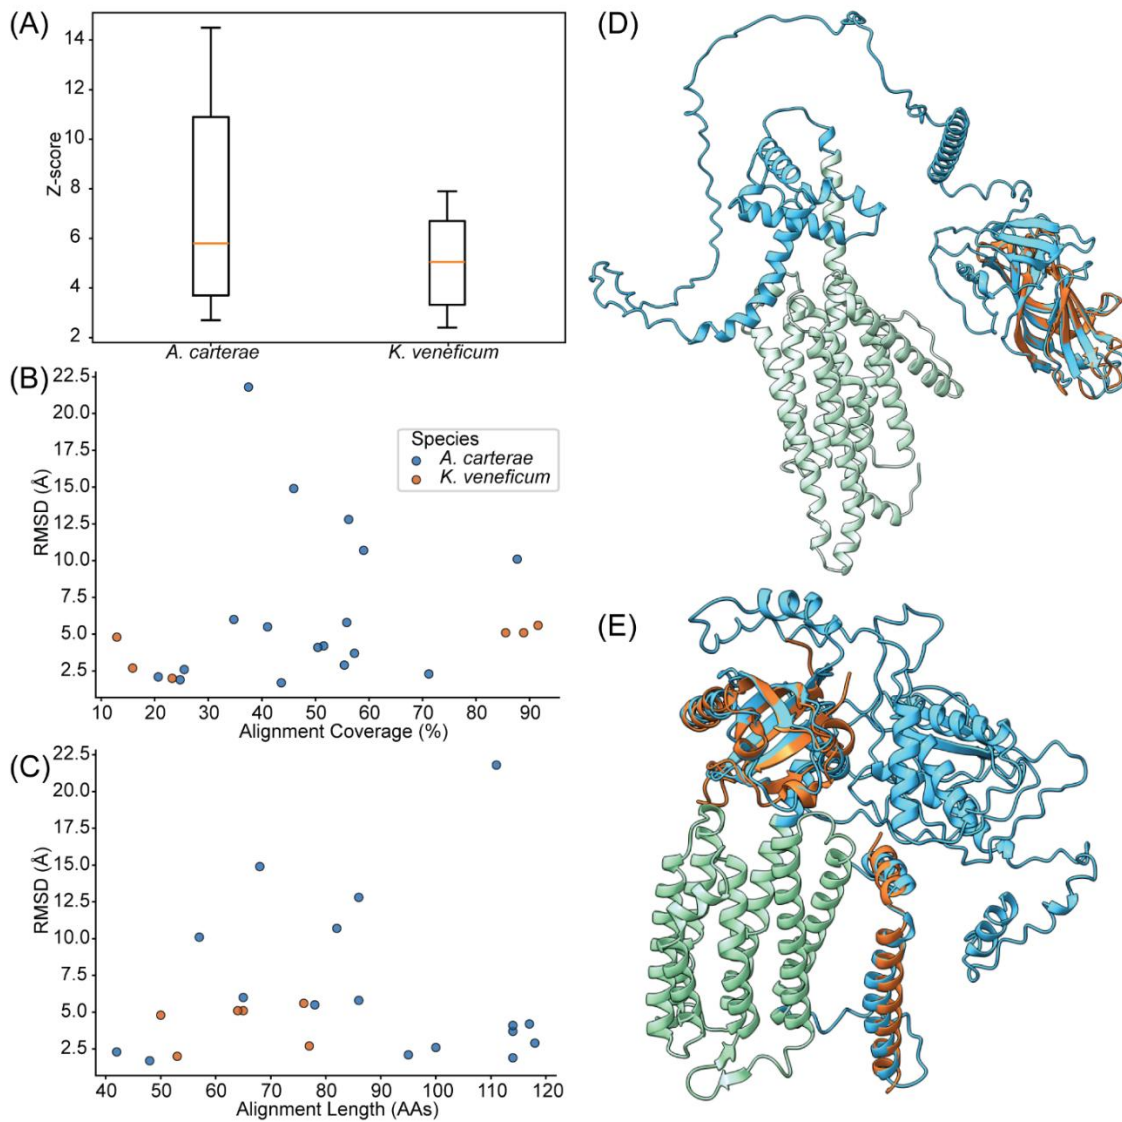 (A)
14
12
10
8
6
4
2
Z-score
A. carterae
K. veneficum
(B)
22.5
20.0
17.5
15.0
12.5
10.0
7.5
5.0
2.5
RMSD (Å)
Species
A. carterae
K. veneficum
10 20 30 40 50 60 70 80 90
Alignment Coverage (%)
(C)
22.5
20.0
17.5
15.0
12.5
10.0
7.5
5.0
2.5
RMSD (Å)
40 50 60 70 80 90 100 110 120
Alignment Length (AAs)
(D)
(E)